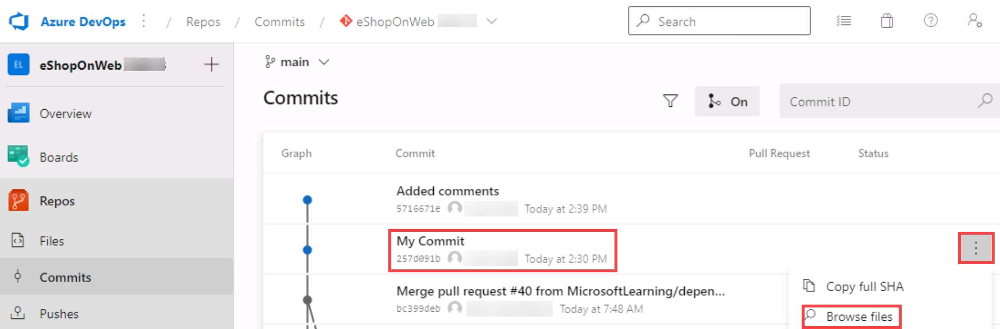 Azure DevOps / Repos / Commits / eShopOnWeb
Search
EL eShopOnWeb
main
Commits
On
Commit ID
Overview
Boards
Repos
Files
Commits
Pushes
Graph Commit Pull Request Status
Added comments
5716671e Today at 2:39 PM
My Commit
257d091b Today at 2:30 PM
Merge pull request #40 from MicrosoftLearning/depen...
bc399deb Today at 7:48 AM
Copy full SHA
Browse files